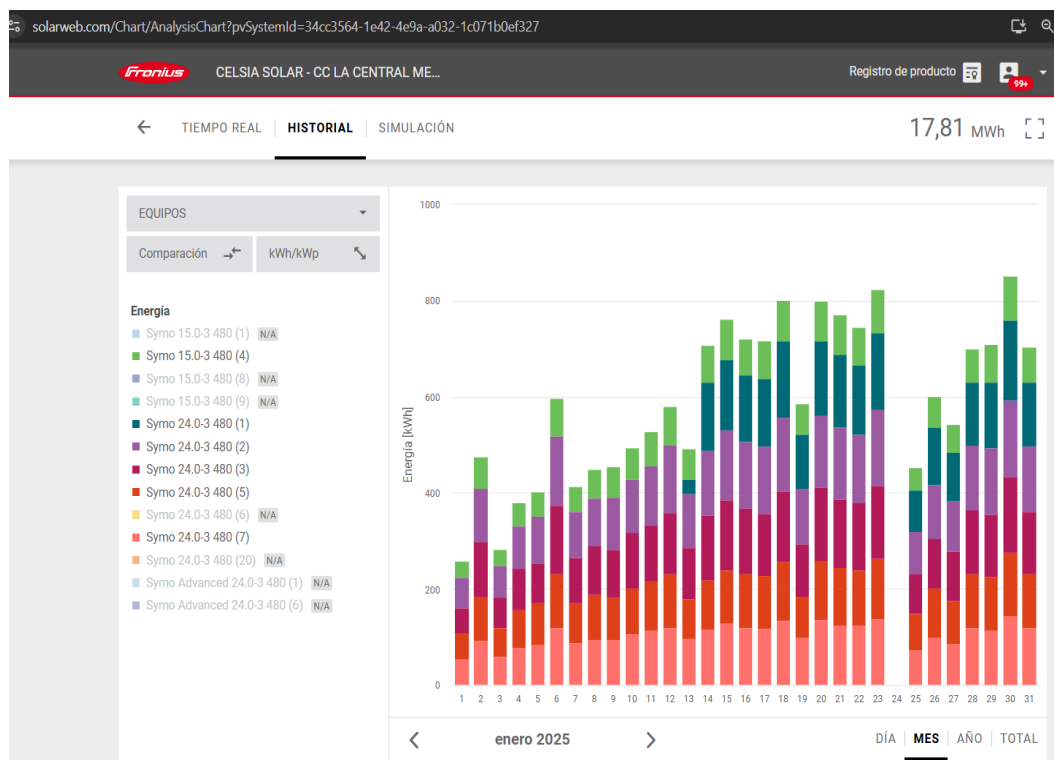 solarweb.com/Chart/AnalysisChart?pvSystemId=34cc3564-1e42-4e9a-a032-1c071b0ef327
Fronius CELSIA SOLAR - CC LA CENTRAL ME... Registro de producto 99+
TIEMPO REAL HISTORIAL SIMULACIÓN 17,81 MWh
EQUIPOS
Comparación kWh/kWp
Energía
Symo 15.0-3 480 (1) N/A
Symo 15.0-3 480 (4)
Symo 15.0-3 480 (8) N/A
Symo 15.0-3 480 (9) N/A
Symo 24.0-3 480 (1)
Symo 24.0-3 480 (2)
Symo 24.0-3 480 (3)
Symo 24.0-3 480 (5)
Symo 24.0-3 480 (6) N/A
Symo 24.0-3 480 (7)
Symo 24.0-3 480 (20) N/A
Symo Advanced 24.0-3 480 (1) N/A
Symo Advanced 24.0-3 480 (6) N/A
Energía [kWh]
1000
800
600
400
200
0
1 2 3 4 5 6 7 8 9 10 11 12 13 14 15 16 17 18 19 20 21 22 23 24 25 26 27 28 29 30 31
enero 2025 DÍA MES AÑO TOTAL